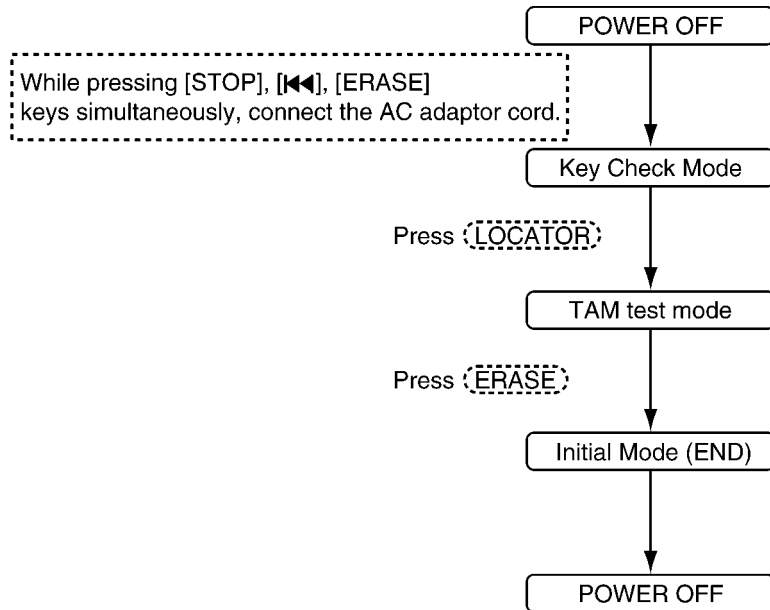 POWER OFF
While pressing [STOP], [⏮], [ERASE]
keys simultaneously, connect the AC adaptor cord.
Key Check Mode
Press LOCATOR
TAM test mode
Press ERASE
Initial Mode (END)
POWER OFF